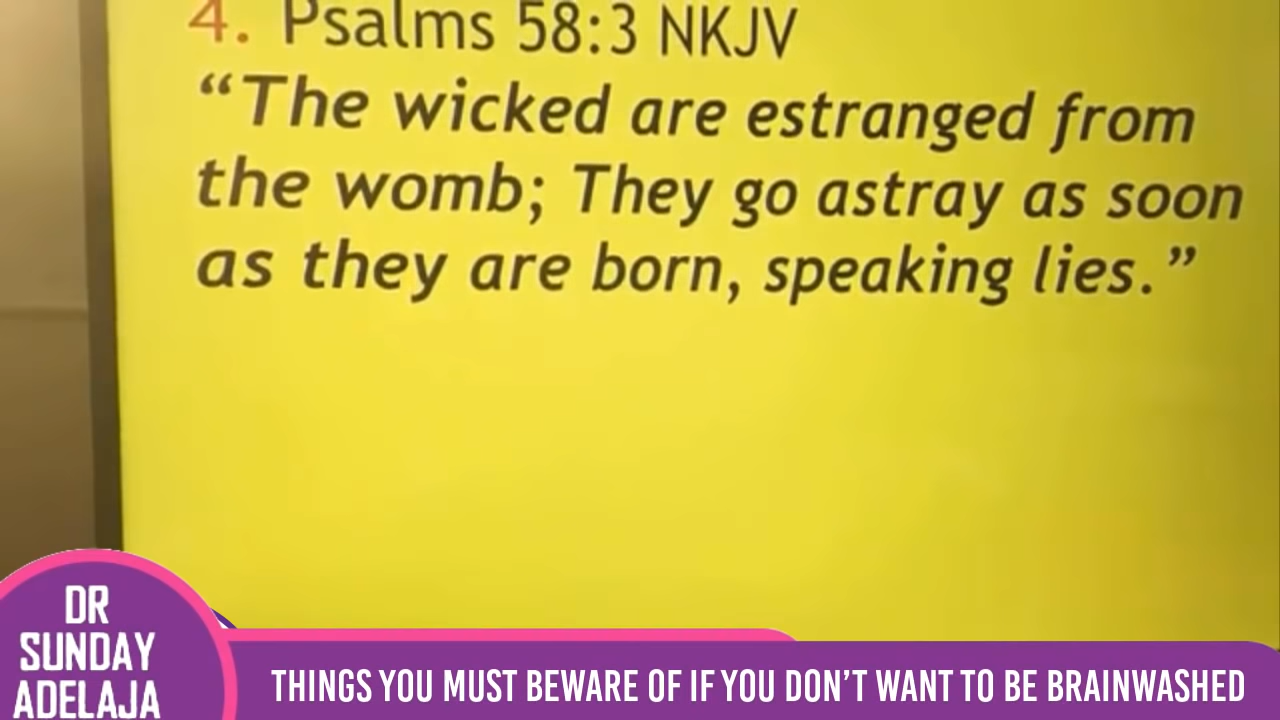 4. Psalms 58:3 NKJV
“The wicked are estranged from
the womb; They go astray as soon
as they are born, speaking lies.”
DR
SUNDAY
ADELAJA
THINGS YOU MUST BEWARE OF IF YOU DON’T WANT TO BE BRAINWASHED